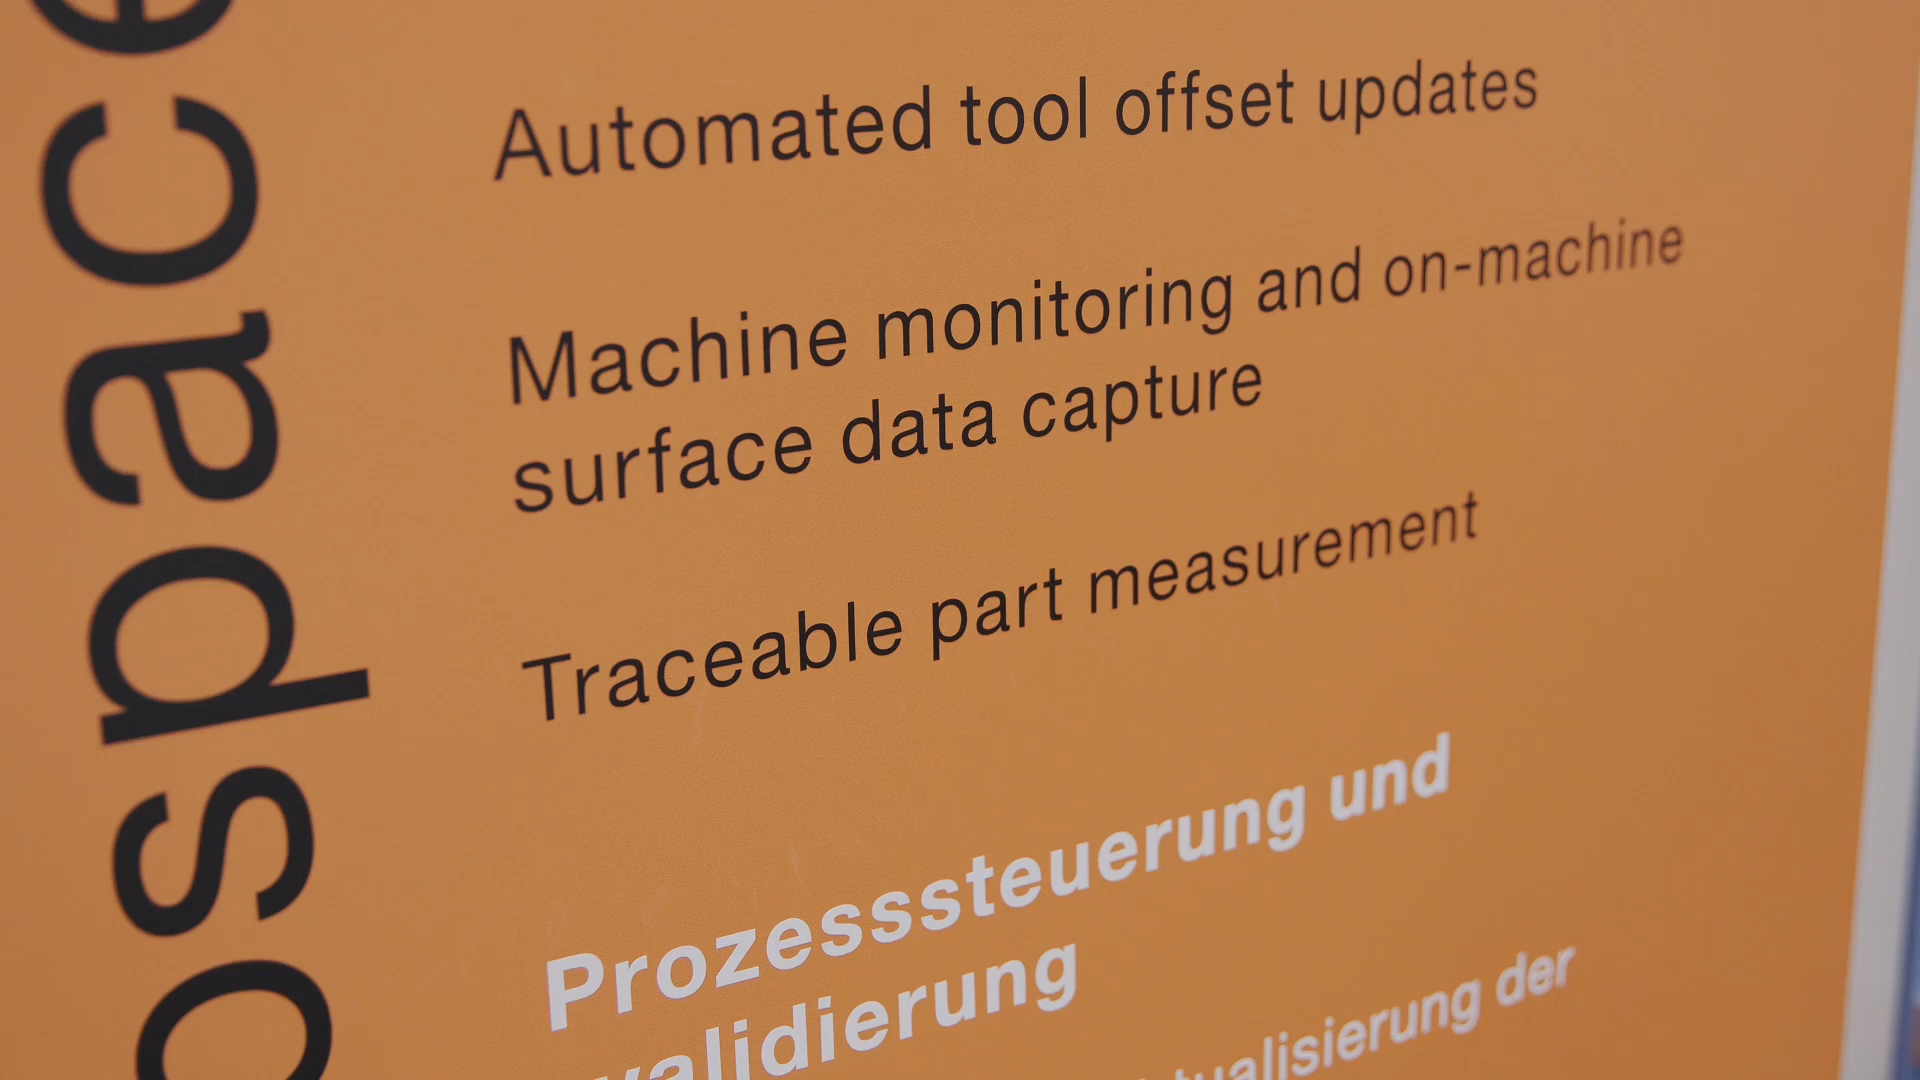 ospace
Automated tool offset updates
Machine monitoring and on-machine
surface data capture
Traceable part measurement
Prozesssteuerung und
validierung
der